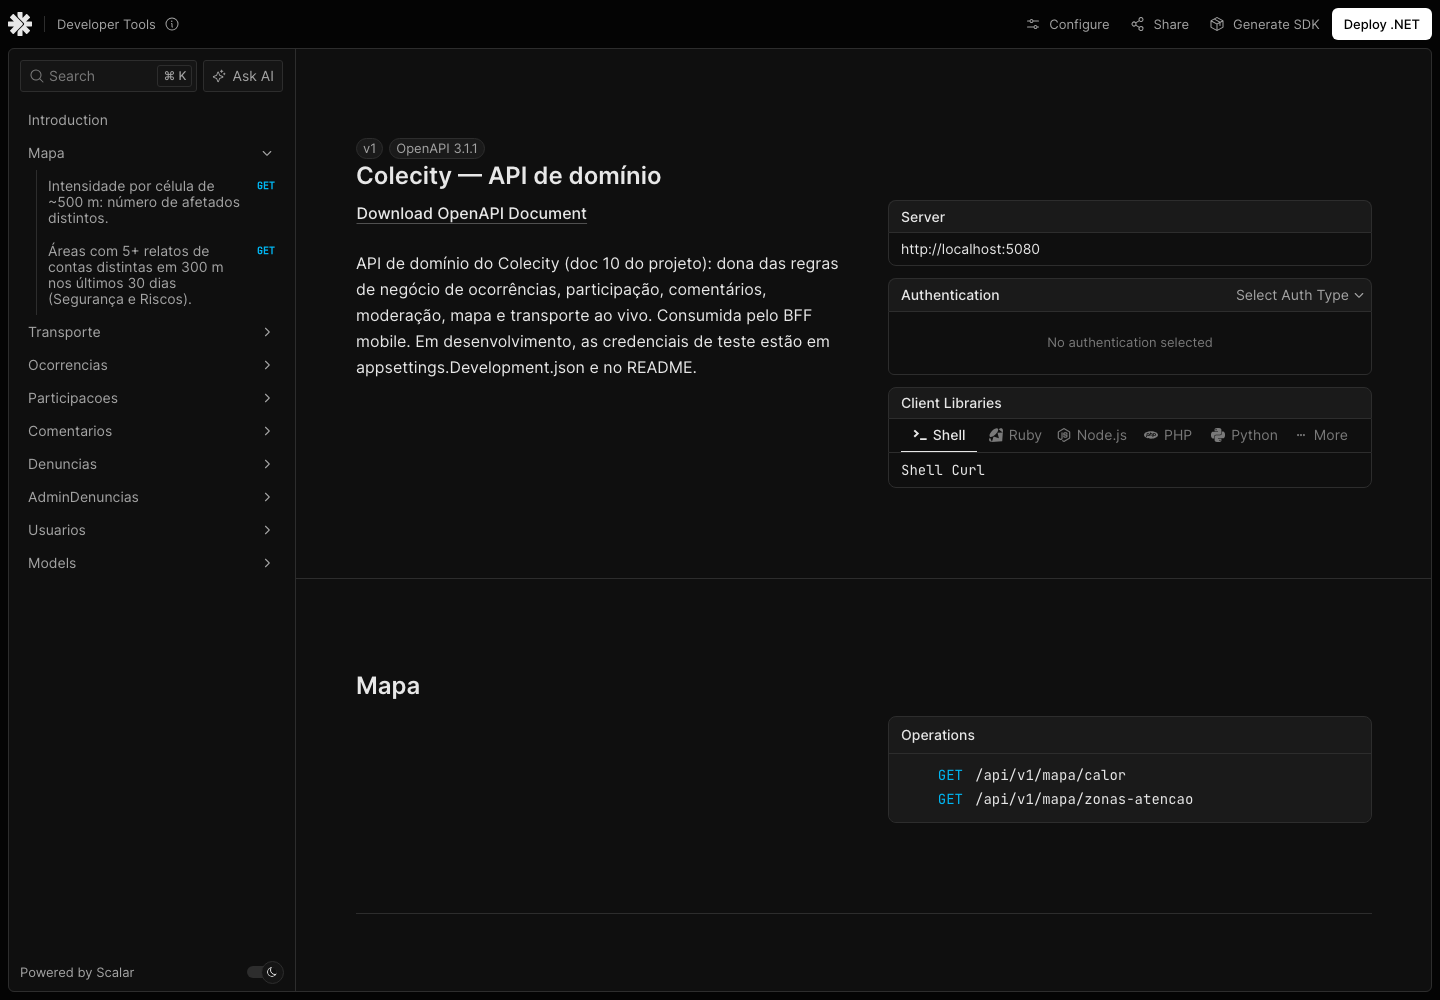 Developer Tools
Configure
Share
Generate SDK
Deploy .NET
Search
⌘ K
Ask AI
Introduction
Mapa
Intensidade por célula de
~500 m: número de afetados
distintos.
GET
Áreas com 5+ relatos de
contas distintas em 300 m
nos últimos 30 dias
(Segurança e Riscos).
GET
Transporte
Ocorrencias
Participacoes
Comentarios
Denuncias
AdminDenuncias
Usuarios
Models
Powered by Scalar
v1
OpenAPI 3.1.1
Colecity — API de domínio
Download OpenAPI Document
API de domínio do Colecity (doc 10 do projeto): dona das regras
de negócio de ocorrências, participação, comentários,
moderação, mapa e transporte ao vivo. Consumida pelo BFF
mobile. Em desenvolvimento, as credenciais de teste estão em
appsettings.Development.json e no README.
Server
http://localhost:5080
Authentication
Select Auth Type
No authentication selected
Client Libraries
Shell
Ruby
Node.js
PHP
Python
More
Shell Curl
Mapa
Operations
GET /api/v1/mapa/calor
GET /api/v1/mapa/zonas-atencao